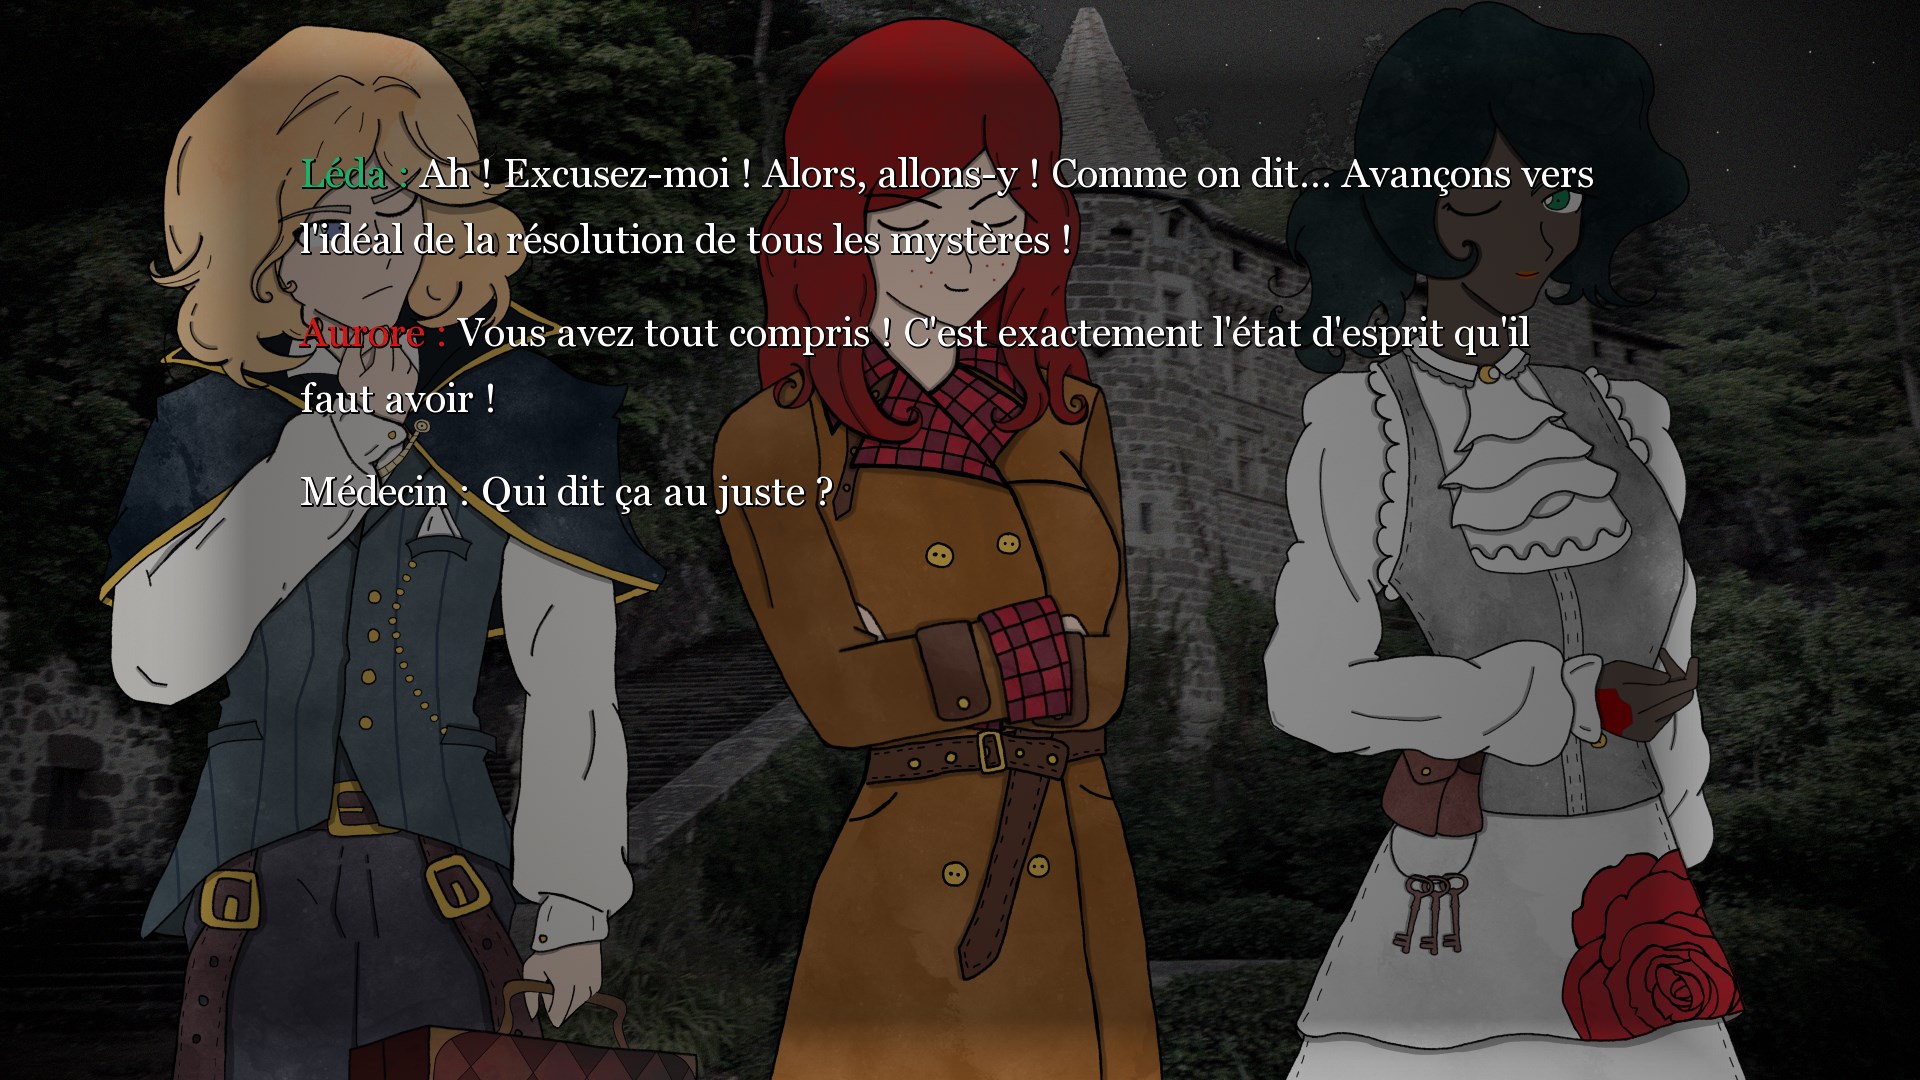 Léda : Ah ! Excusez-moi ! Alors, allons-y ! Comme on dit... Avançons vers
l'idéal de la résolution de tous les mystères !
Aurore : Vous avez tout compris ! C'est exactement l'état d'esprit qu'il
faut avoir !
Médecin : Qui dit ça au juste ?